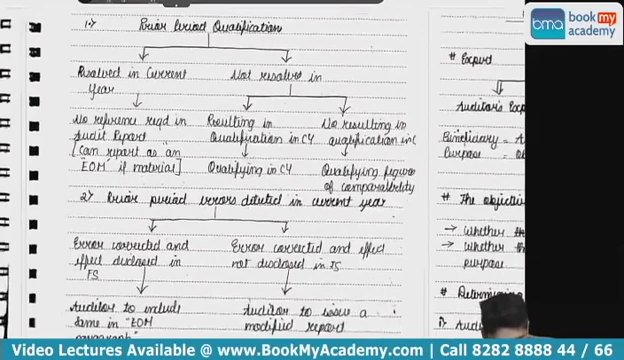 1.) Prior Period Qualification
Resolved in Current
Year
Not resolved in
No reference reqd in
Audit Report
[Can report as an
"EOM" if material]
Resulting in
Qualification in CY
Qualifying in CY
No resulting in
qualification in C
Qualifying figures
of comparability
2) Prior period errors detected in current year
Error corrected and
effect disclosed in
FS
Error corrected and effect
not disclosed in FS
Auditor to include
same in "EOM
paragraph"
Auditor to issue a
modified report
# Expert
Auditor's Exp
Beneficiary =
Purpose =
# The objective
→ Whether the
→ Whether th
purpose
# Determining
bma
book my
academy
Video Lectures Available @ www.BookMyAcademy.com | Call 8282 8888 44 / 66